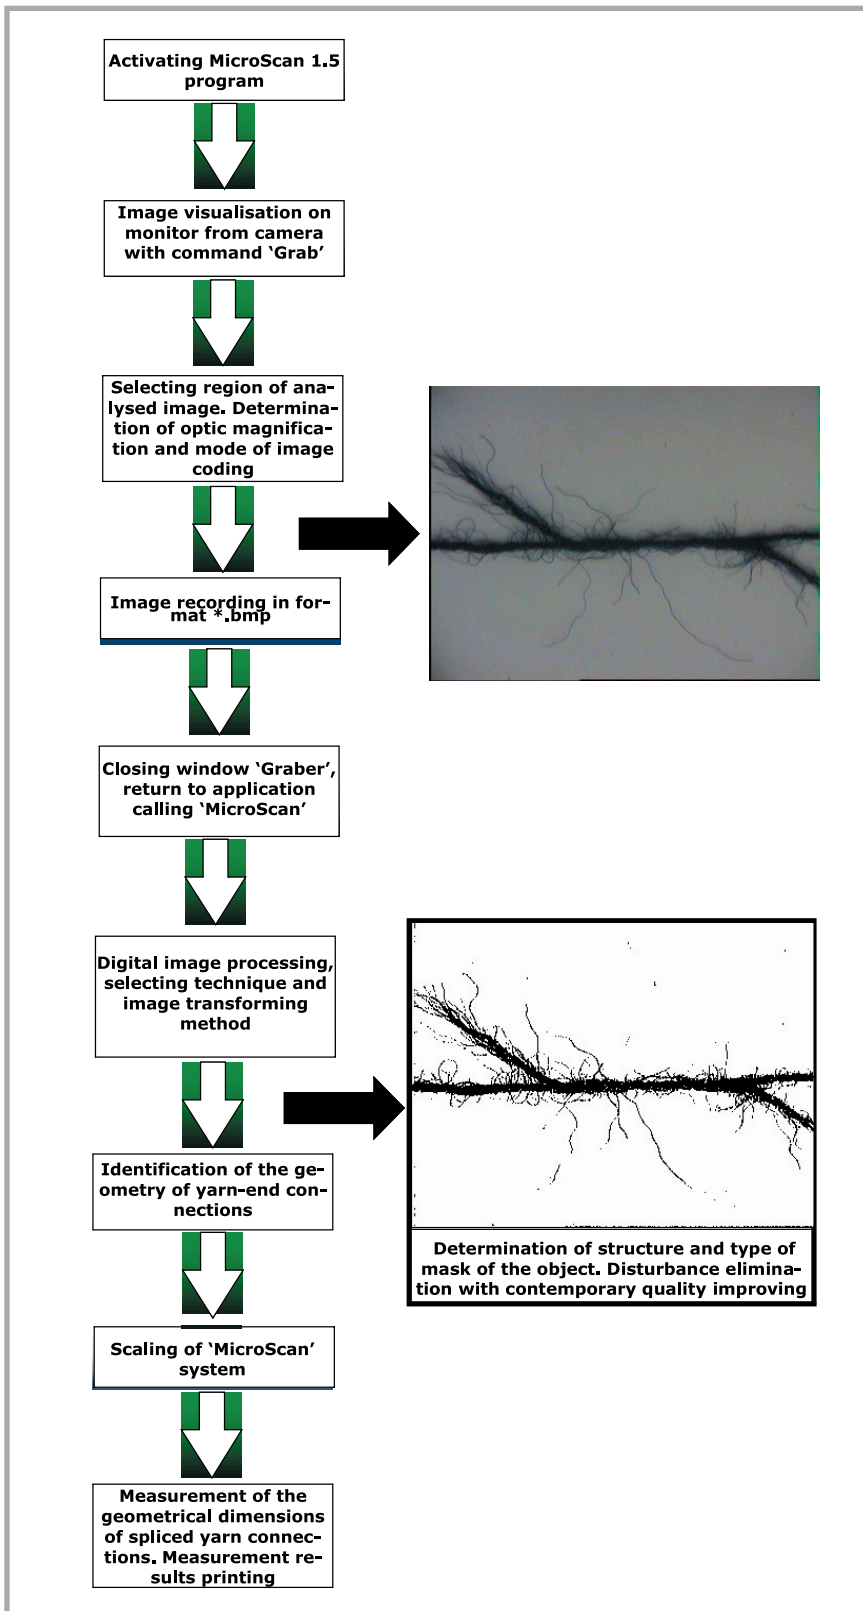 Activating MicroScan 1.5
program
Image visualisation on
monitor from camera
with command ‘Grab’
Selecting region of ana-
lysed image. Determina-
tion of optic magnifica-
tion and mode of image
coding
Image recording in for-
mat *.bmp
Closing window ‘Graber’,
return to application
calling ‘MicroScan’
Digital image processing,
selecting technique and
image transforming
method
Identification of the ge-
ometry of yarn-end con-
nections
Determination of structure and type of
mask of the object. Disturbance elimina-
tion with contemporary quality improving
Scaling of ‘MicroScan’
system
Measurement of the
geometrical dimensions
of spliced yarn connec-
tions. Measurement re-
sults printing